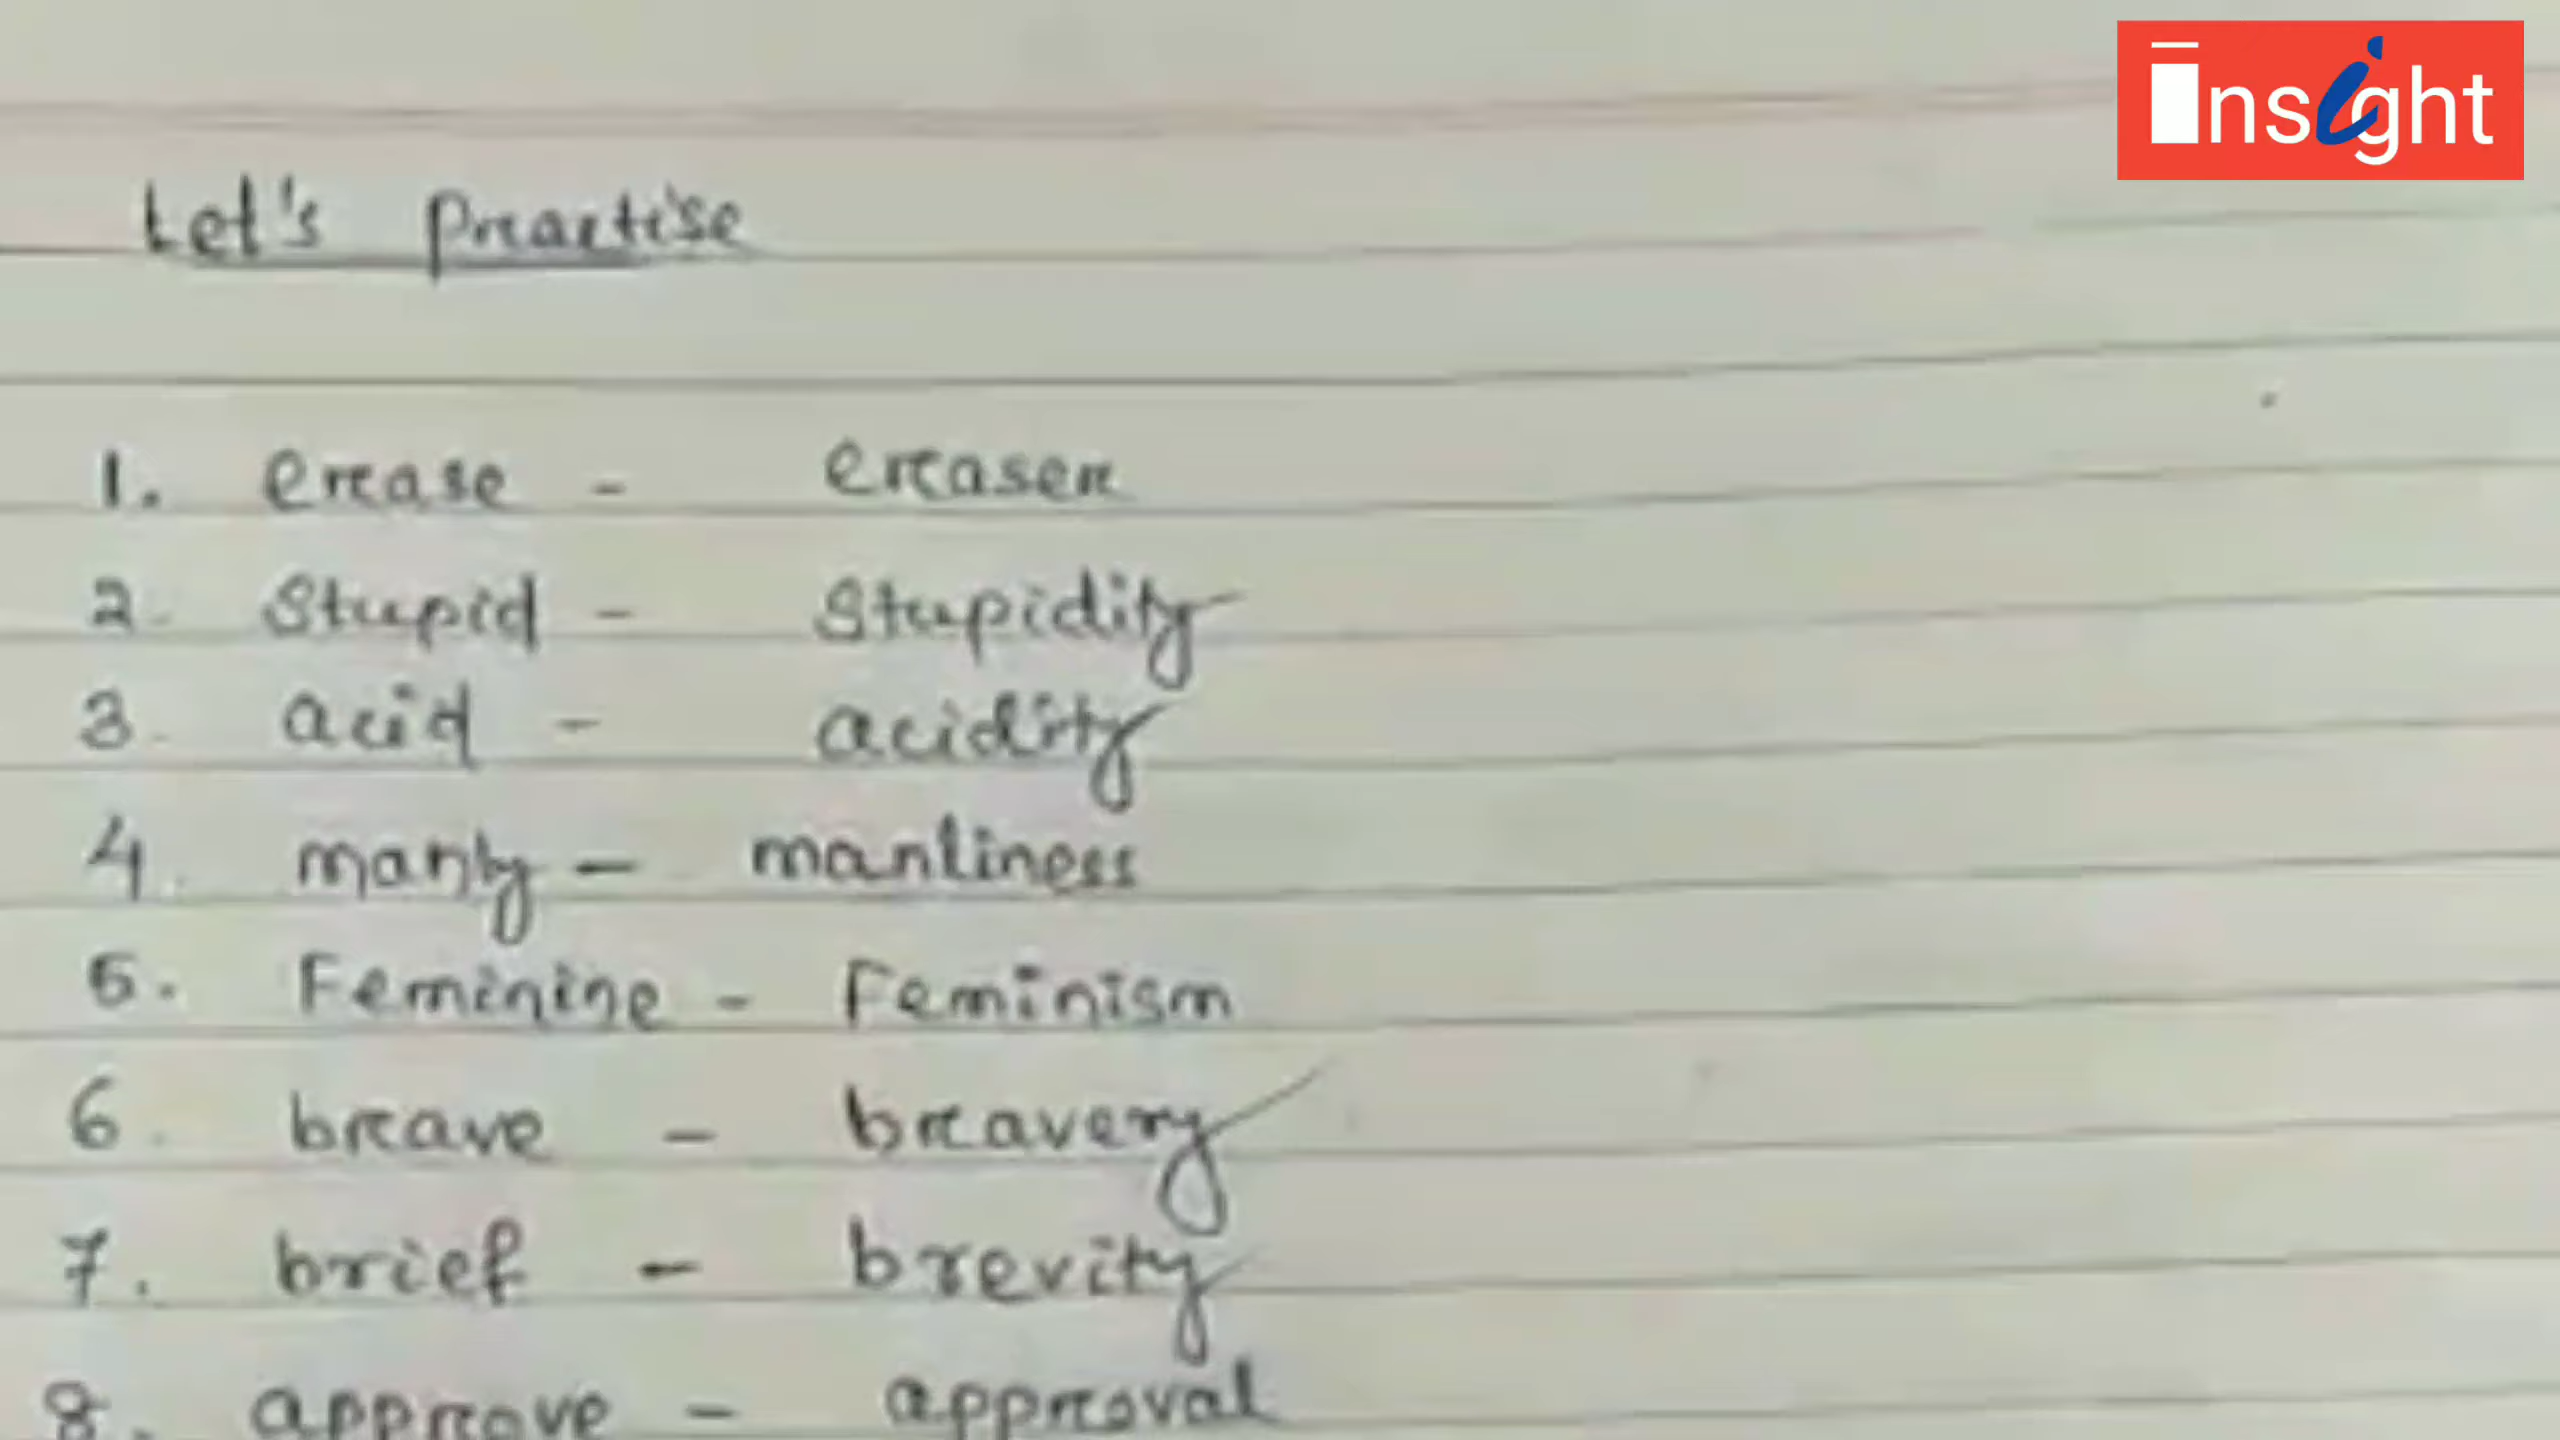 Insight
Let's Practise
1. erase - eraser
2. Stupid - Stupidity
3. acid - acidity
4. manly - manliness
5. Feminine - Feminism
6. brave - bravery
7. brief - brevity
8. approve - approval